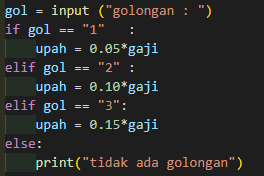 gol = input ("golongan : ")
if gol == "1"   :
    upah = 0.05*gaji
elif gol == "2" :
    upah = 0.10*gaji
elif gol == "3":
    upah = 0.15*gaji
else:
    print("tidak ada golongan")